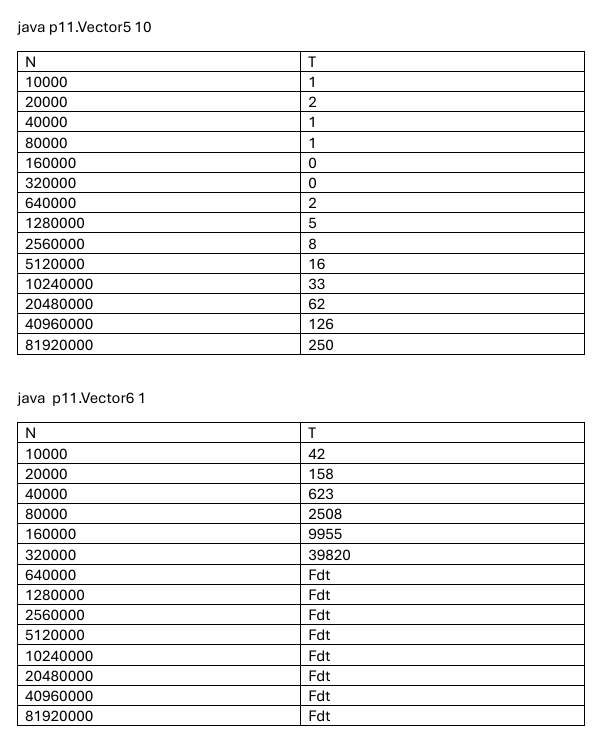 java p11.Vector5 10
N T
10000 1
20000 2
40000 1
80000 1
160000 0
320000 0
640000 2
1280000 5
2560000 8
5120000 16
10240000 33
20480000 62
40960000 126
81920000 250
java  p11.Vector6 1
N T
10000 42
20000 158
40000 623
80000 2508
160000 9955
320000 39820
640000 Fdt
1280000 Fdt
2560000 Fdt
5120000 Fdt
10240000 Fdt
20480000 Fdt
40960000 Fdt
81920000 Fdt